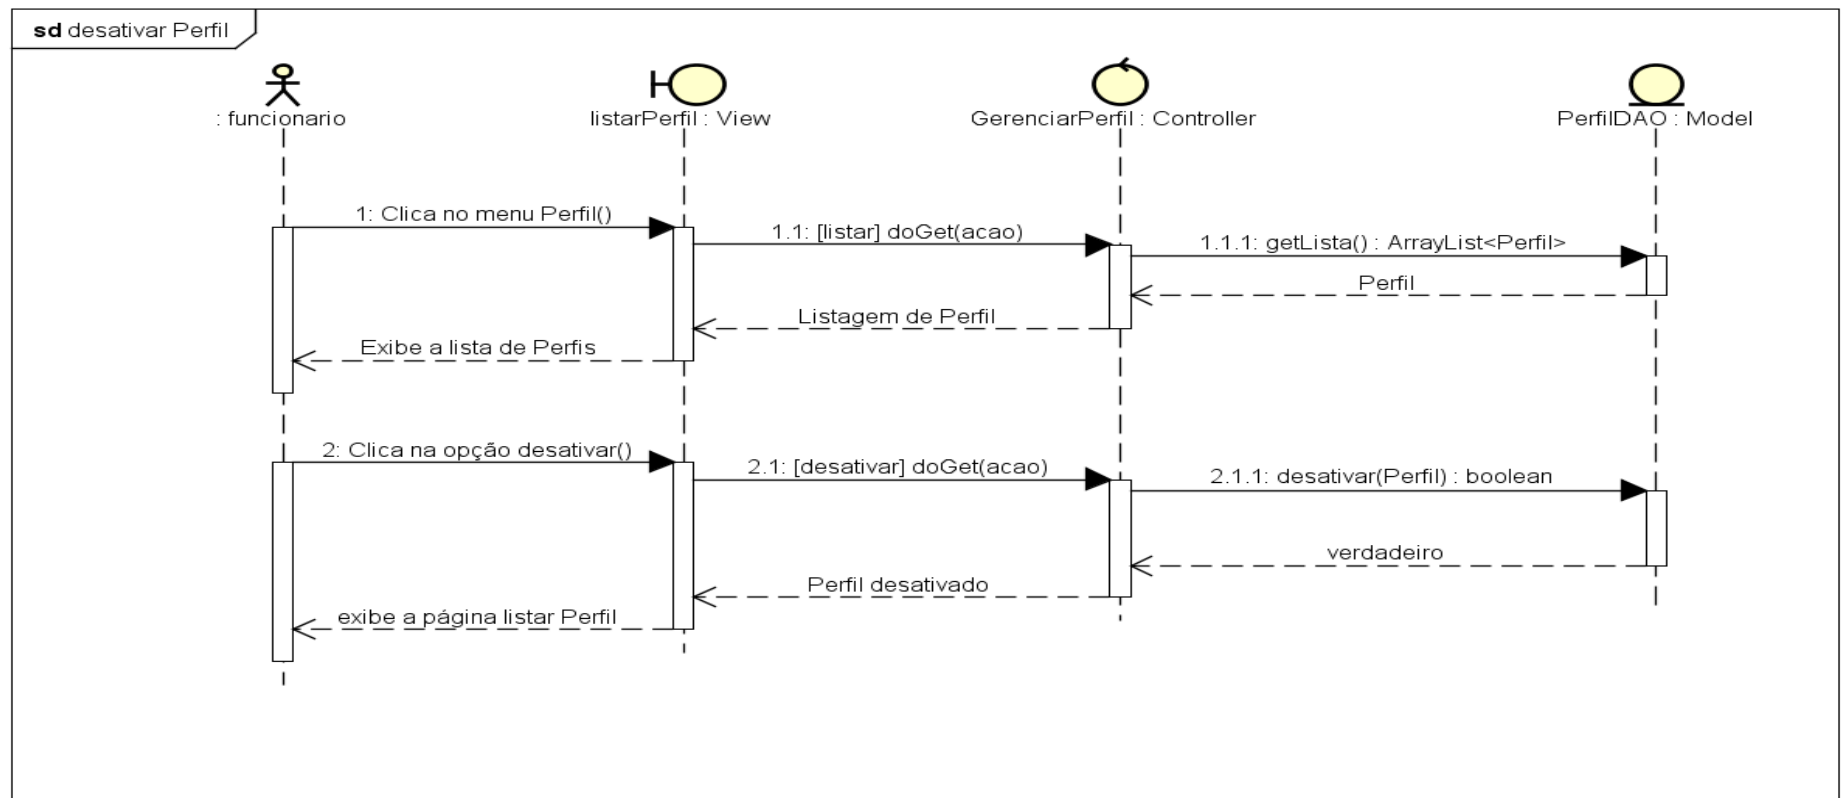 sd desativar Perfil
: funcionario
listarPerfil : View
GerenciarPerfil : Controller
PerfilDAO : Model
1: Clica no menu Perfil()
1.1: [listar] doGet(acao)
1.1.1: getLista() : ArrayList<Perfil>
Perfil
Listagem de Perfil
Exibe a lista de Perfis
2: Clica na opção desativar()
2.1: [desativar] doGet(acao)
2.1.1: desativar(Perfil) : boolean
verdadeiro
Perfil desativado
exibe a página listar Perfil